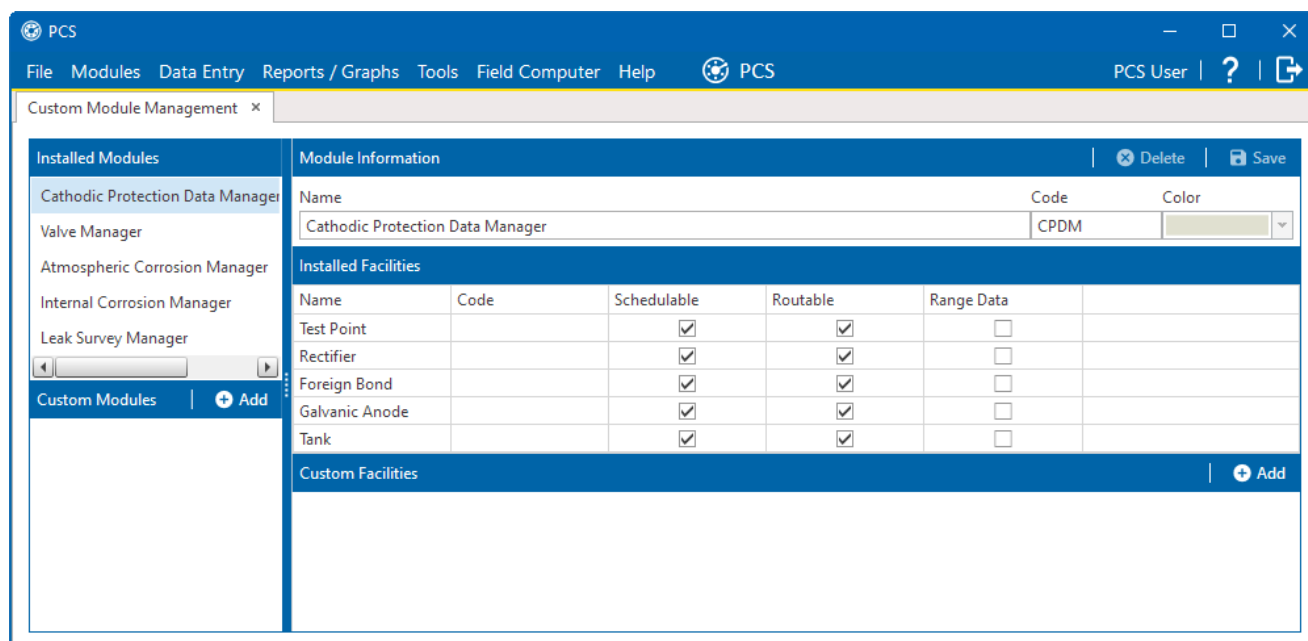 PCS
File Modules Data Entry Reports / Graphs Tools Field Computer Help PCS PCS User | ? |
Custom Module Management ×
Installed Modules
Cathodic Protection Data Manager
Valve Manager
Atmospheric Corrosion Manager
Internal Corrosion Manager
Leak Survey Manager
Custom Modules | Add
Module Information | Delete | Save
Name Code Color
Cathodic Protection Data Manager CPDM
Installed Facilities
Name Code Schedulable Routable Range Data
Test Point
Rectifier
Foreign Bond
Galvanic Anode
Tank
Custom Facilities | Add